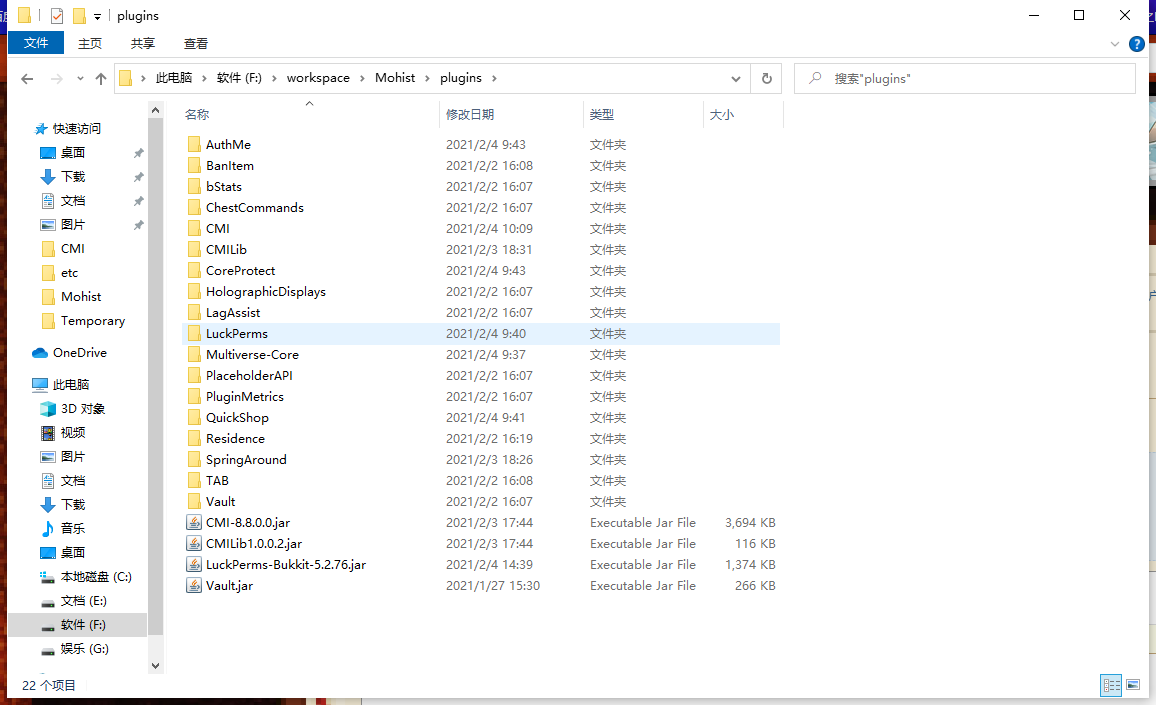 plugins
文件 主页 共享 查看
此电脑 软件 (F:) workspace Mohist plugins 搜索"plugins"
名称 修改日期 类型 大小
快速访问
桌面
下载
文档
图片
CMI
etc
Mohist
Temporary
OneDrive
此电脑
3D 对象
视频
图片
文档
下载
音乐
桌面
本地磁盘 (C:)
文档 (E:)
软件 (F:)
娱乐 (G:)
AuthMe 2021/2/4 9:43 文件夹
BanItem 2021/2/2 16:08 文件夹
bStats 2021/2/2 16:07 文件夹
ChestCommands 2021/2/2 16:07 文件夹
CMI 2021/2/4 10:09 文件夹
CMILib 2021/2/3 18:31 文件夹
CoreProtect 2021/2/4 9:43 文件夹
HolographicDisplays 2021/2/2 16:07 文件夹
LagAssist 2021/2/2 16:07 文件夹
LuckPerms 2021/2/4 9:40 文件夹
Multiverse-Core 2021/2/4 9:37 文件夹
PlaceholderAPI 2021/2/2 16:07 文件夹
PluginMetrics 2021/2/2 16:07 文件夹
QuickShop 2021/2/4 9:41 文件夹
Residence 2021/2/2 16:19 文件夹
SpringAround 2021/2/3 18:26 文件夹
TAB 2021/2/2 16:08 文件夹
Vault 2021/2/2 16:07 文件夹
CMI-8.8.0.0.jar 2021/2/3 17:44 Executable Jar File 3,694 KB
CMILib1.0.0.2.jar 2021/2/3 17:44 Executable Jar File 116 KB
LuckPerms-Bukkit-5.2.76.jar 2021/2/4 14:39 Executable Jar File 1,374 KB
Vault.jar 2021/1/27 15:30 Executable Jar File 266 KB
22 个项目